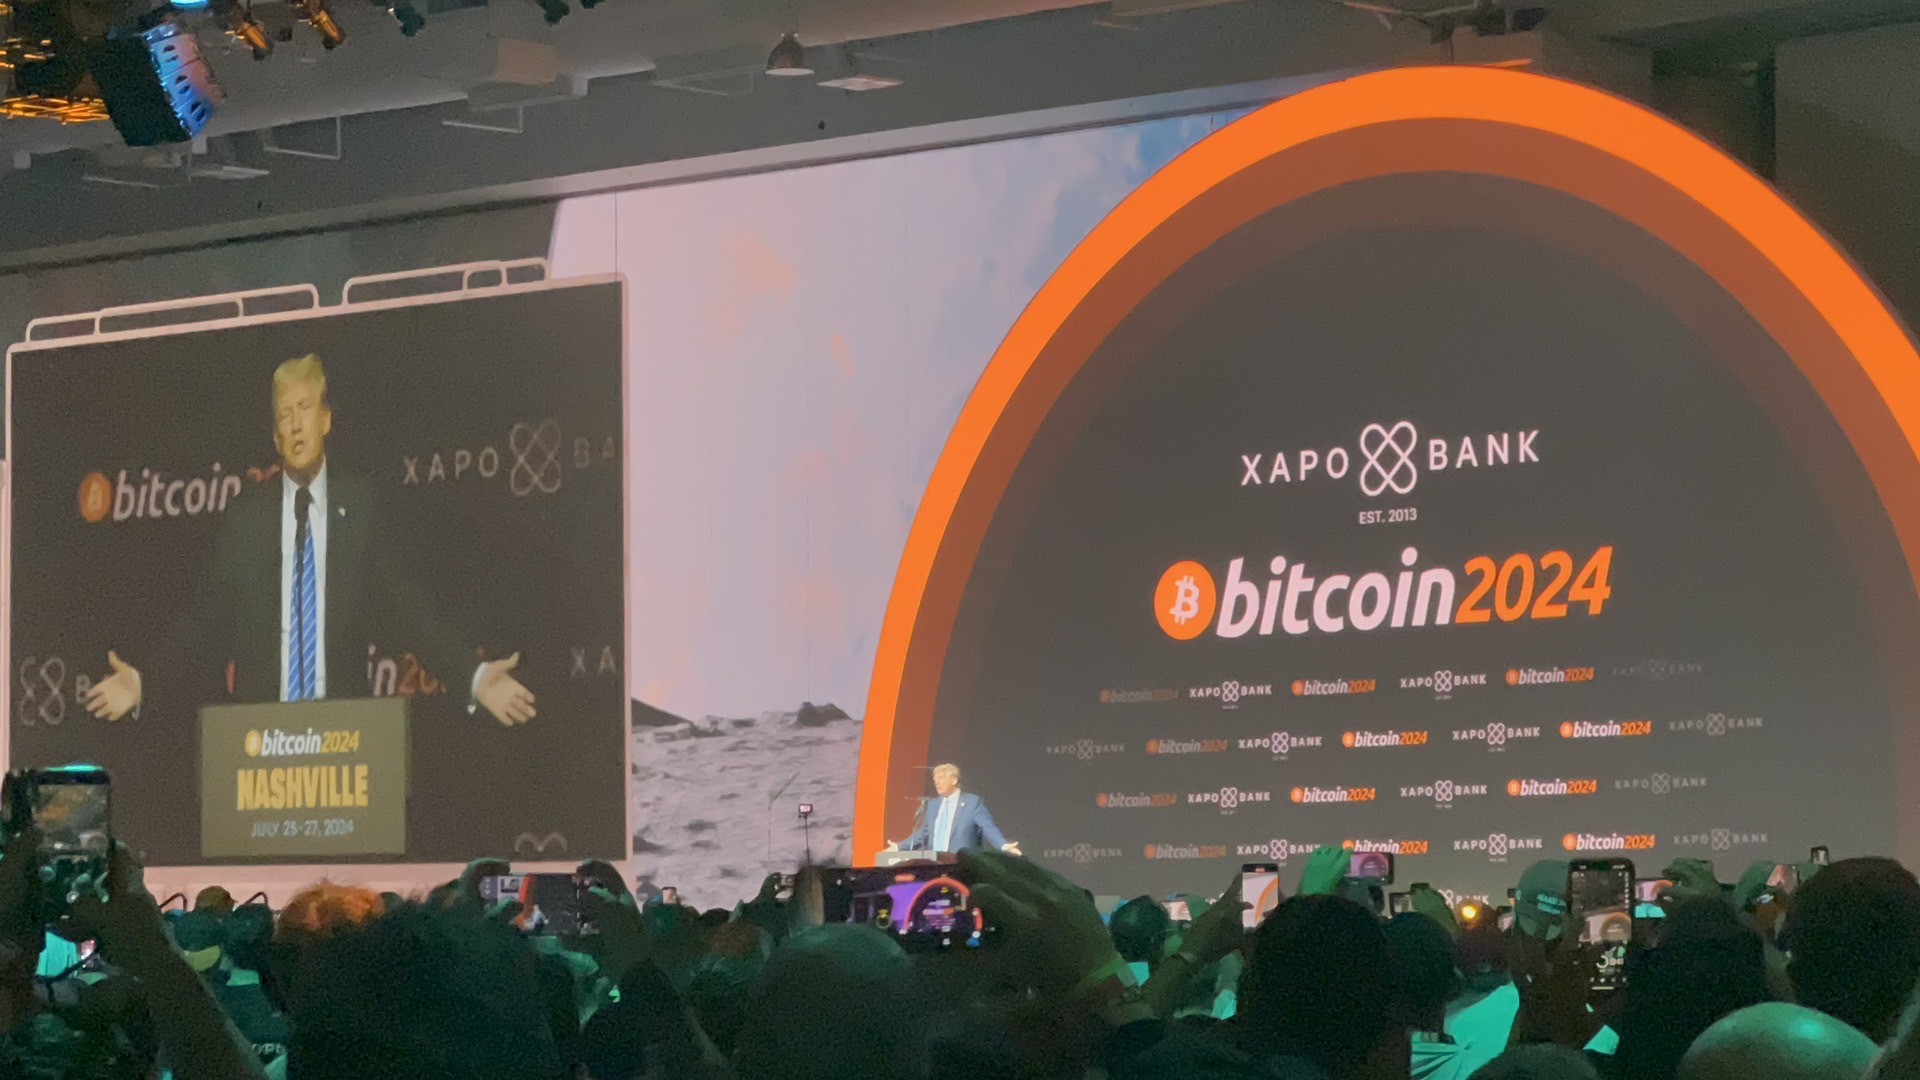 bitcoin
XAPO BA
B
in20
XA
bitcoin2024
NASHVILLE
JULY 25-27, 2024
XAPO BANK
EST. 2013
bitcoin2024
bitcoin2024 XAPO BANK bitcoin2024 XAPO BANK bitcoin2024 XAPO BANK
XAPO BANK bitcoin2024 XAPO BANK bitcoin2024 XAPO BANK bitcoin2024 XAPO BANK
bitcoin2024 XAPO BANK bitcoin2024 XAPO BANK bitcoin2024 XAPO BANK
XAPO BANK bitcoin2024 XAPO BANK bitcoin2024 XAPO BANK bitcoin2024 XAPO BANK